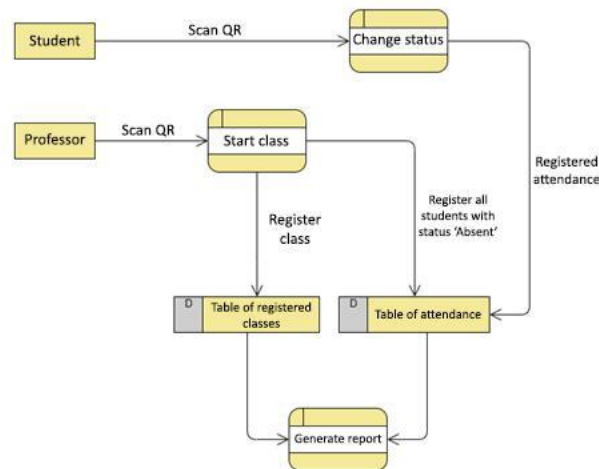 Student
Scan QR
Change status
Professor
Scan QR
Start class
Registered
attendance
Register
class
Register all
students with
status ‘Absent’
D
Table of registered
classes
D
Table of attendance
Generate report